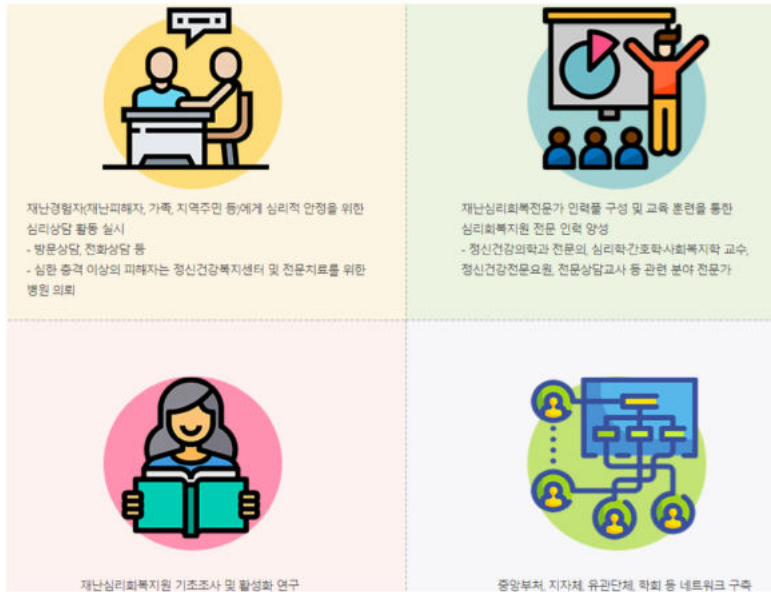 재난경험자(재난피해자, 가족, 지역주민 등)에게 심리적 안정을 위한
심리상담 활동 실시
- 방문상담, 전화상담 등
- 심한 충격 이상의 피해자는 정신건강복지센터 및 전문치료를 위한
병원 의뢰
재난심리회복전문가 인력풀 구성 및 교육 훈련을 통한
심리회복지원 전문 인력 양성
- 정신건강의학과 전문의, 심리학·간호학·사회복지학 교수,
정신건강전문요원, 전문상담교사 등 관련 분야 전문가
재난심리회복지원 기초조사 및 활성화 연구
중앙부처, 지자체, 유관단체, 학회 등 네트워크 구축